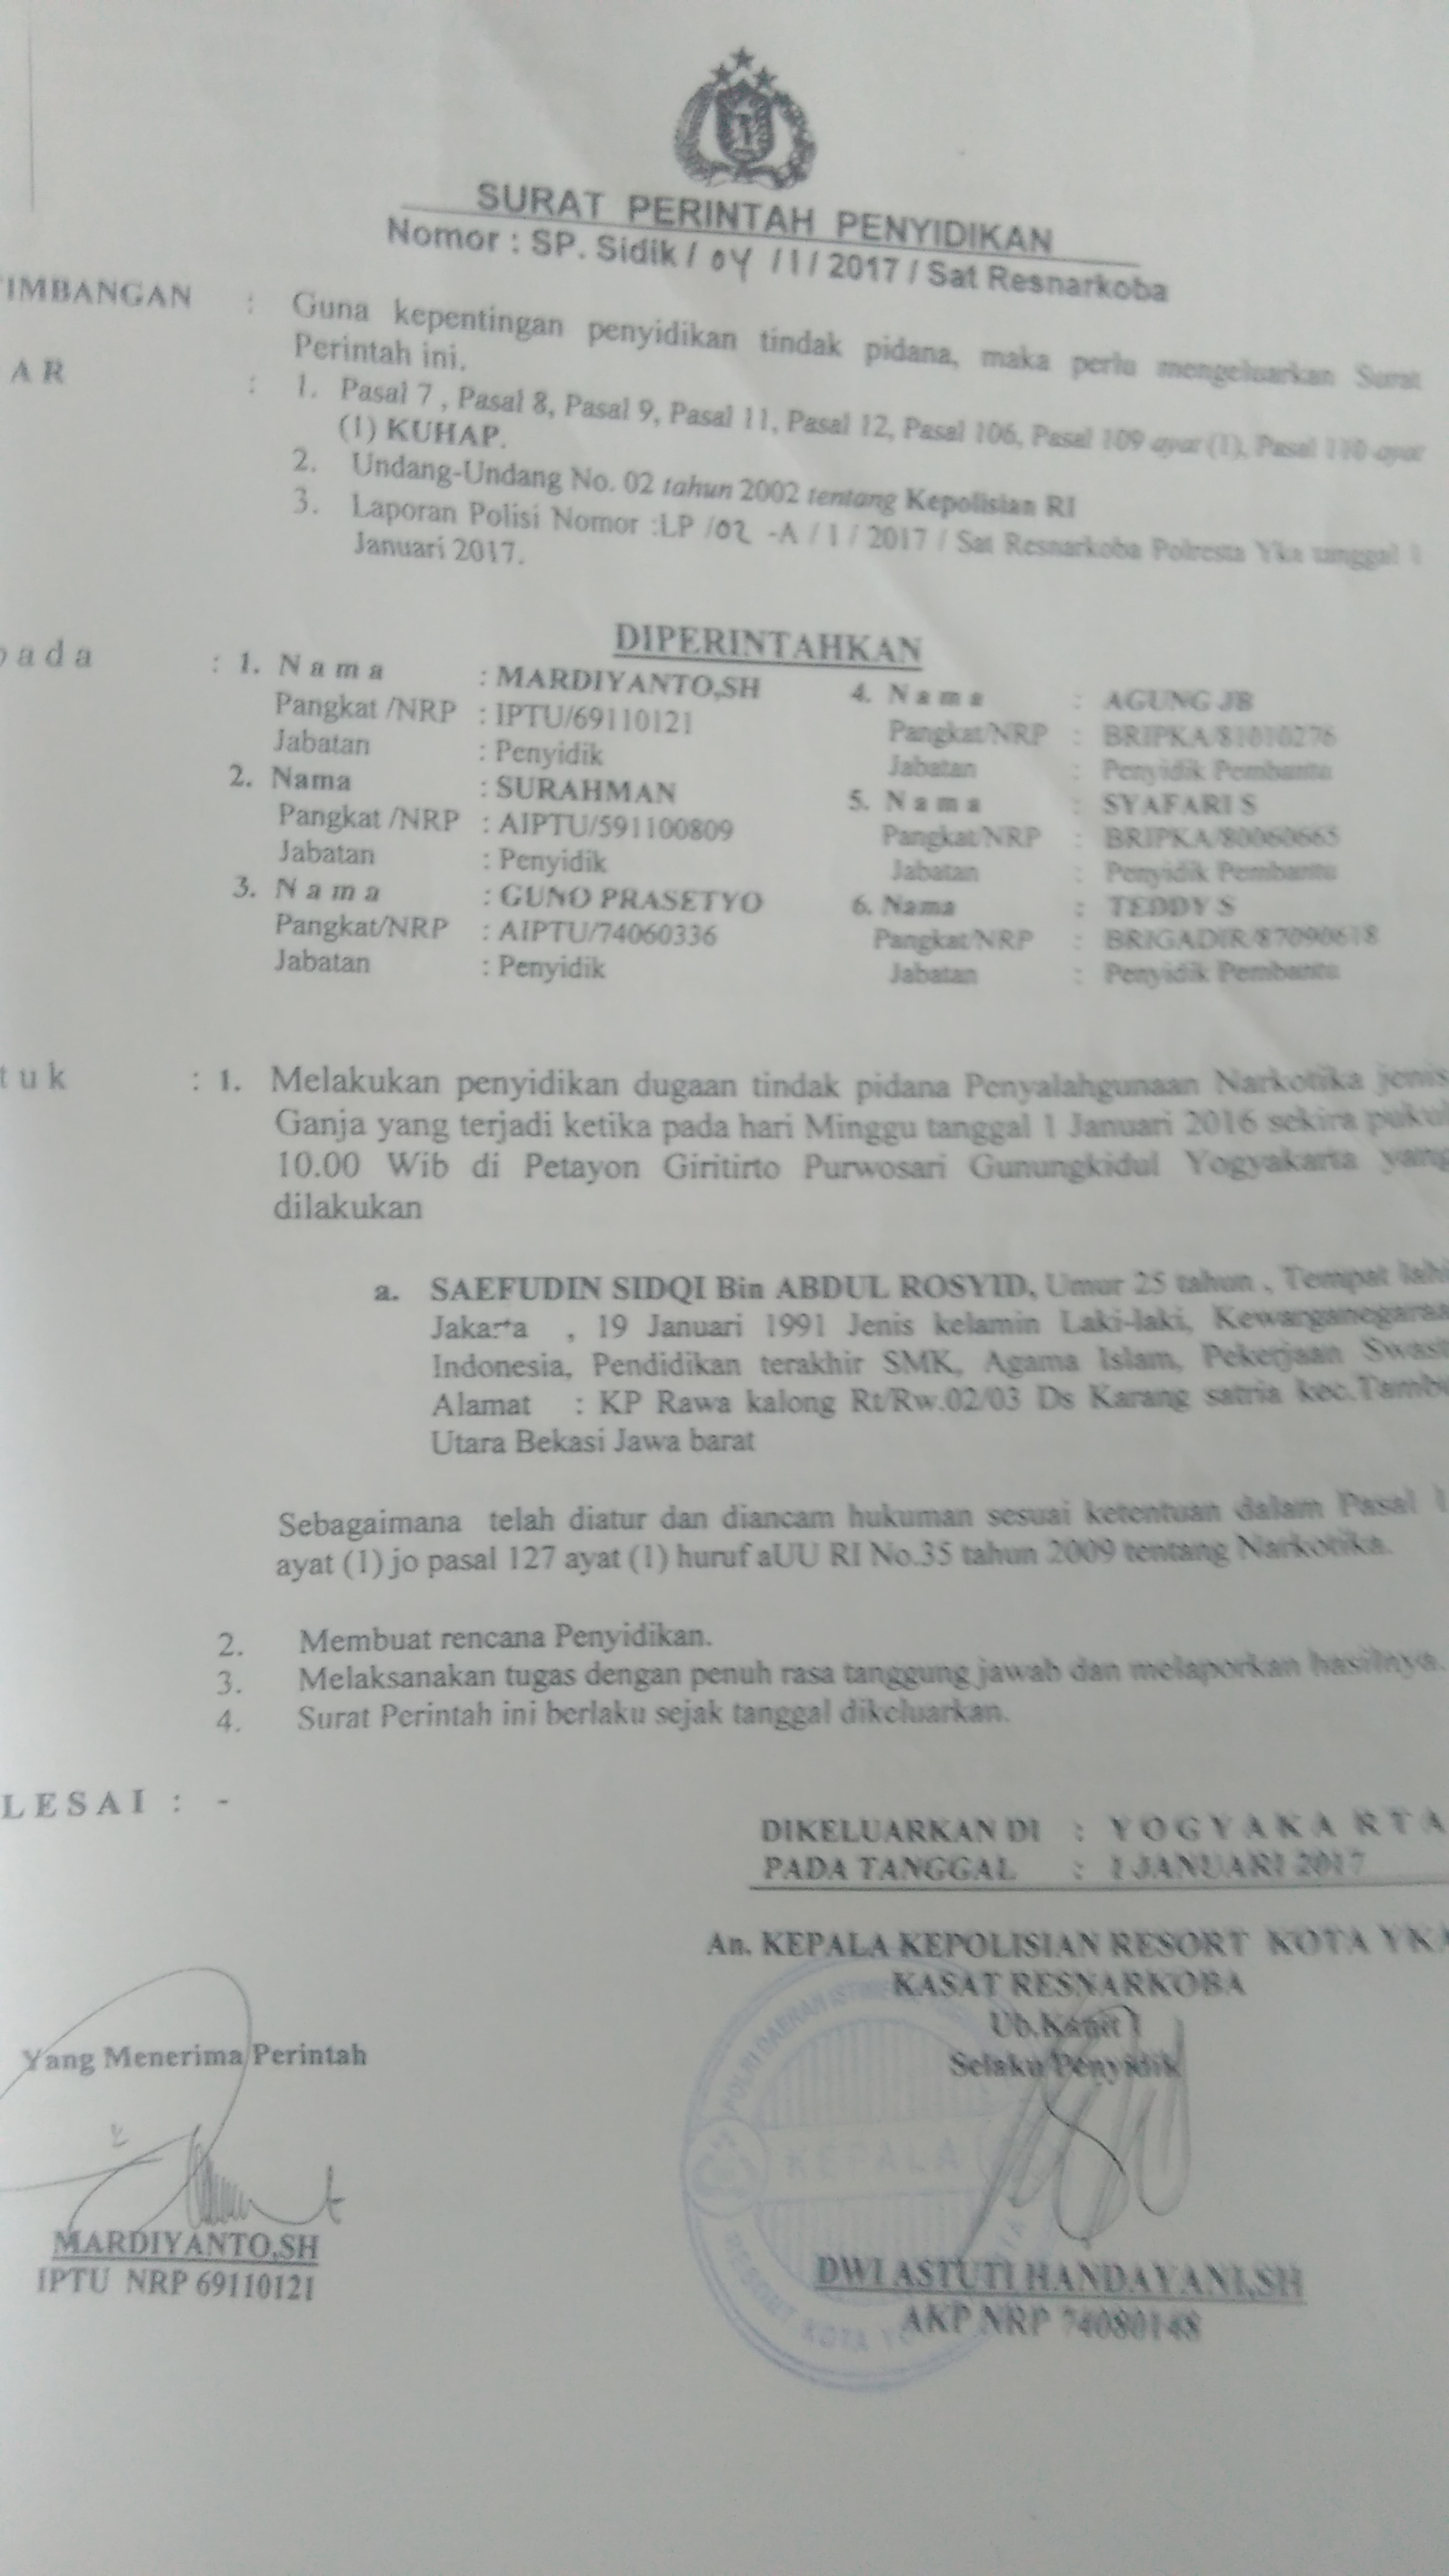 SURAT PERINTAH PENYIDIKAN
Nomor : SP. Sidik / 04 / I / 2017 / Sat Resnarkoba
TIMBANGAN : Guna kepentingan penyidikan tindak pidana, maka perlu mengeluarkan Surat
Perintah ini.
A R : 1. Pasal 7 , Pasal 8, Pasal 9, Pasal 11, Pasal 12, Pasal 106, Pasal 109 ayat (1), Pasal 110 ayat
(1) KUHAP.
2. Undang-Undang No. 02 tahun 2002 tentang Kepolisian RI
3. Laporan Polisi Nomor :LP /02 -A / I / 2017 / Sat Resnarkoba Polresta Yka tanggal 1
Januari 2017.
DIPERINTAHKAN
pada : 1. N a m a : MARDIYANTO,SH 4. N a m a : AGUNG JB
Pangkat /NRP : IPTU/69110121 Pangkat/NRP : BRIPKA/81010276
Jabatan : Penyidik Jabatan : Penyidik Pembantu
2. Nama : SURAHMAN 5. N a m a : SYAFARI S
Pangkat /NRP : AIPTU/591100809 Pangkat/NRP : BRIPKA/80060665
Jabatan : Penyidik Jabatan : Penyidik Pembantu
3. N a m a : GUNO PRASETYO 6. Nama : TEDDY S
Pangkat/NRP : AIPTU/74060336 Pangkat/NRP : BRIGADIR/87090618
Jabatan : Penyidik Jabatan : Penyidik Pembantu
t u k : 1. Melakukan penyidikan dugaan tindak pidana Penyalahgunaan Narkotika jenis
Ganja yang terjadi ketika pada hari Minggu tanggal 1 Januari 2016 sekira pukul
10.00 Wib di Petayon Giritirto Purwosari Gunungkidul Yogyakarta yang
dilakukan
a. SAEFUDIN SIDQI Bin ABDUL ROSYID, Umur 25 tahun , Tempat lahi
Jakarta , 19 Januari 1991 Jenis kelamin Laki-laki, Kewarganegaraa
Indonesia, Pendidikan terakhir SMK, Agama Islam, Pekerjaan Swast
Alamat : KP Rawa kalong Rt/Rw.02/03 Ds Karang satria kec.Tambu
Utara Bekasi Jawa barat
Sebagaimana telah diatur dan diancam hukuman sesuai ketentuan dalam Pasal 1
ayat (1) jo pasal 127 ayat (1) huruf aUU RI No.35 tahun 2009 tentang Narkotika.
2. Membuat rencana Penyidikan.
3. Melaksanakan tugas dengan penuh rasa tanggung jawab dan melaporkan hasilnya.
4. Surat Perintah ini berlaku sejak tanggal dikeluarkan.
L E S A I : -
DIKELUARKAN DI : Y O G Y A K A R T A
PADA TANGGAL : 1 JANUARI 2017
An. KEPALA KEPOLISIAN RESORT KOTA YKA
KASAT RESNARKOBA
Ub.Kanit I
Selaku Penyidik
Yang Menerima Perintah
KEPALA
MARDIYANTO,SH
IPTU NRP 69110121
DWI ASTUTI HANDAYANI,SH
AKP NRP 74080148